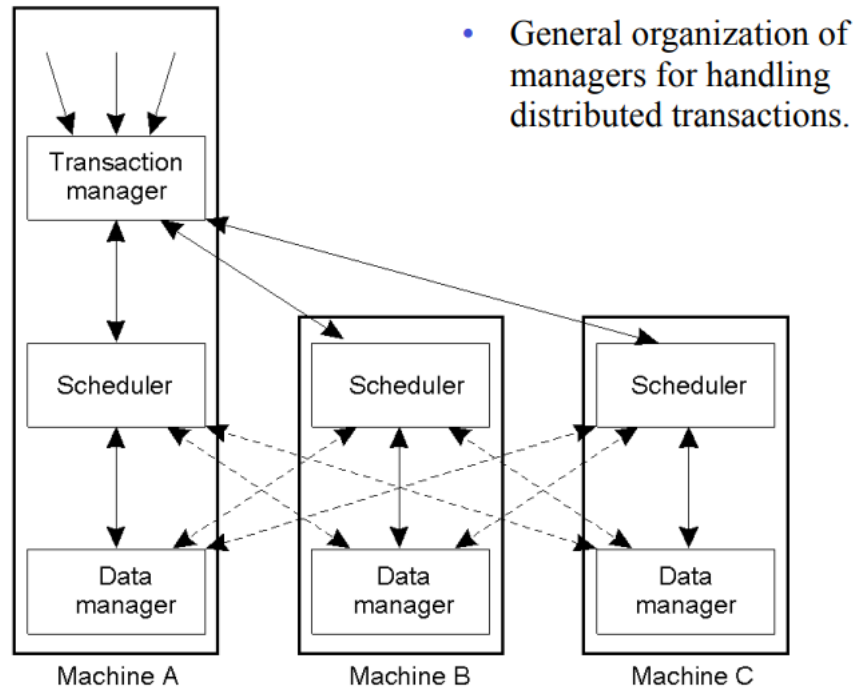 • General organization of
managers for handling
distributed transactions.
Transaction
manager
Scheduler
Scheduler
Scheduler
Data
manager
Data
manager
Data
manager
Machine A
Machine B
Machine C